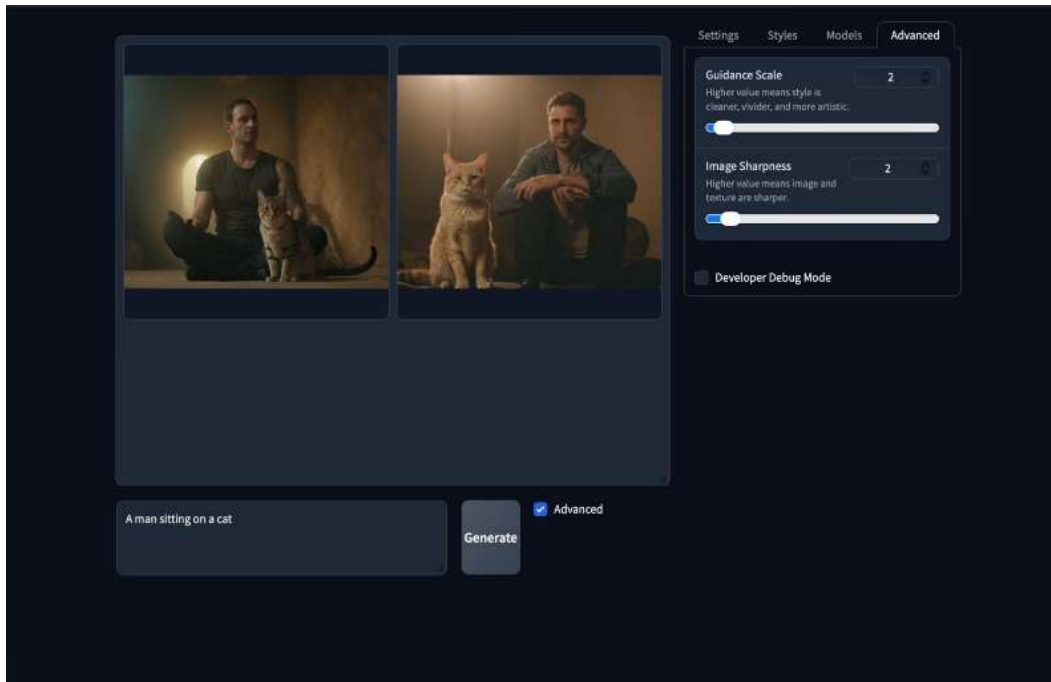 Settings Styles Models Advanced
Guidance Scale 2
Higher value means style is
cleaner, vivider, and more artistic.
Image Sharpness 2
Higher value means image and
texture are sharper.
Developer Debug Mode
A man sitting on a cat
Generate
Advanced